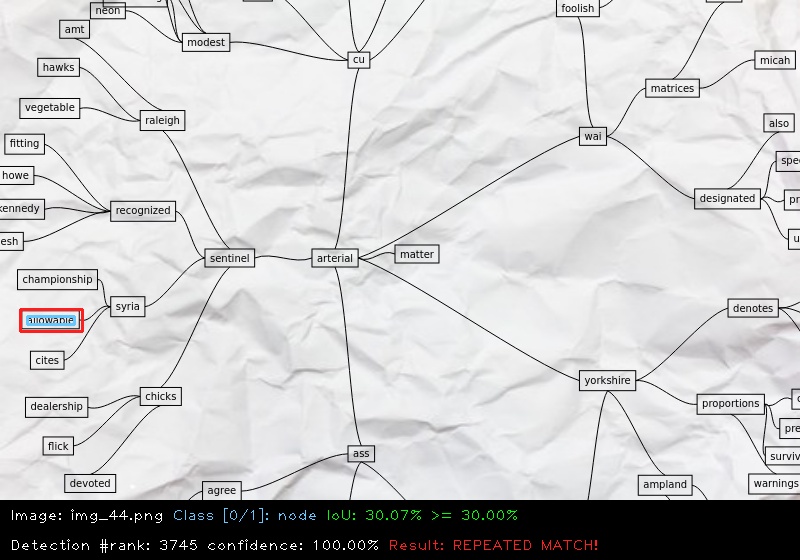 neon
foolish
amt
modest
cu
hawks
micah
vegetable
matrices
raleigh
also
fitting
wai
howe
kennedy
recognized
designated
sentinel
arterial
matter
championship
syria
denotes
allowable
cites
yorkshire
dealership
chicks
proportions
flick
ass
devoted
agree
ampland
warnings
Image: img_44.png Class [0/1]: node IoU: 30.07% >= 30.00%
Detection #rank: 3745 confidence: 100.00% Result: REPEATED MATCH!